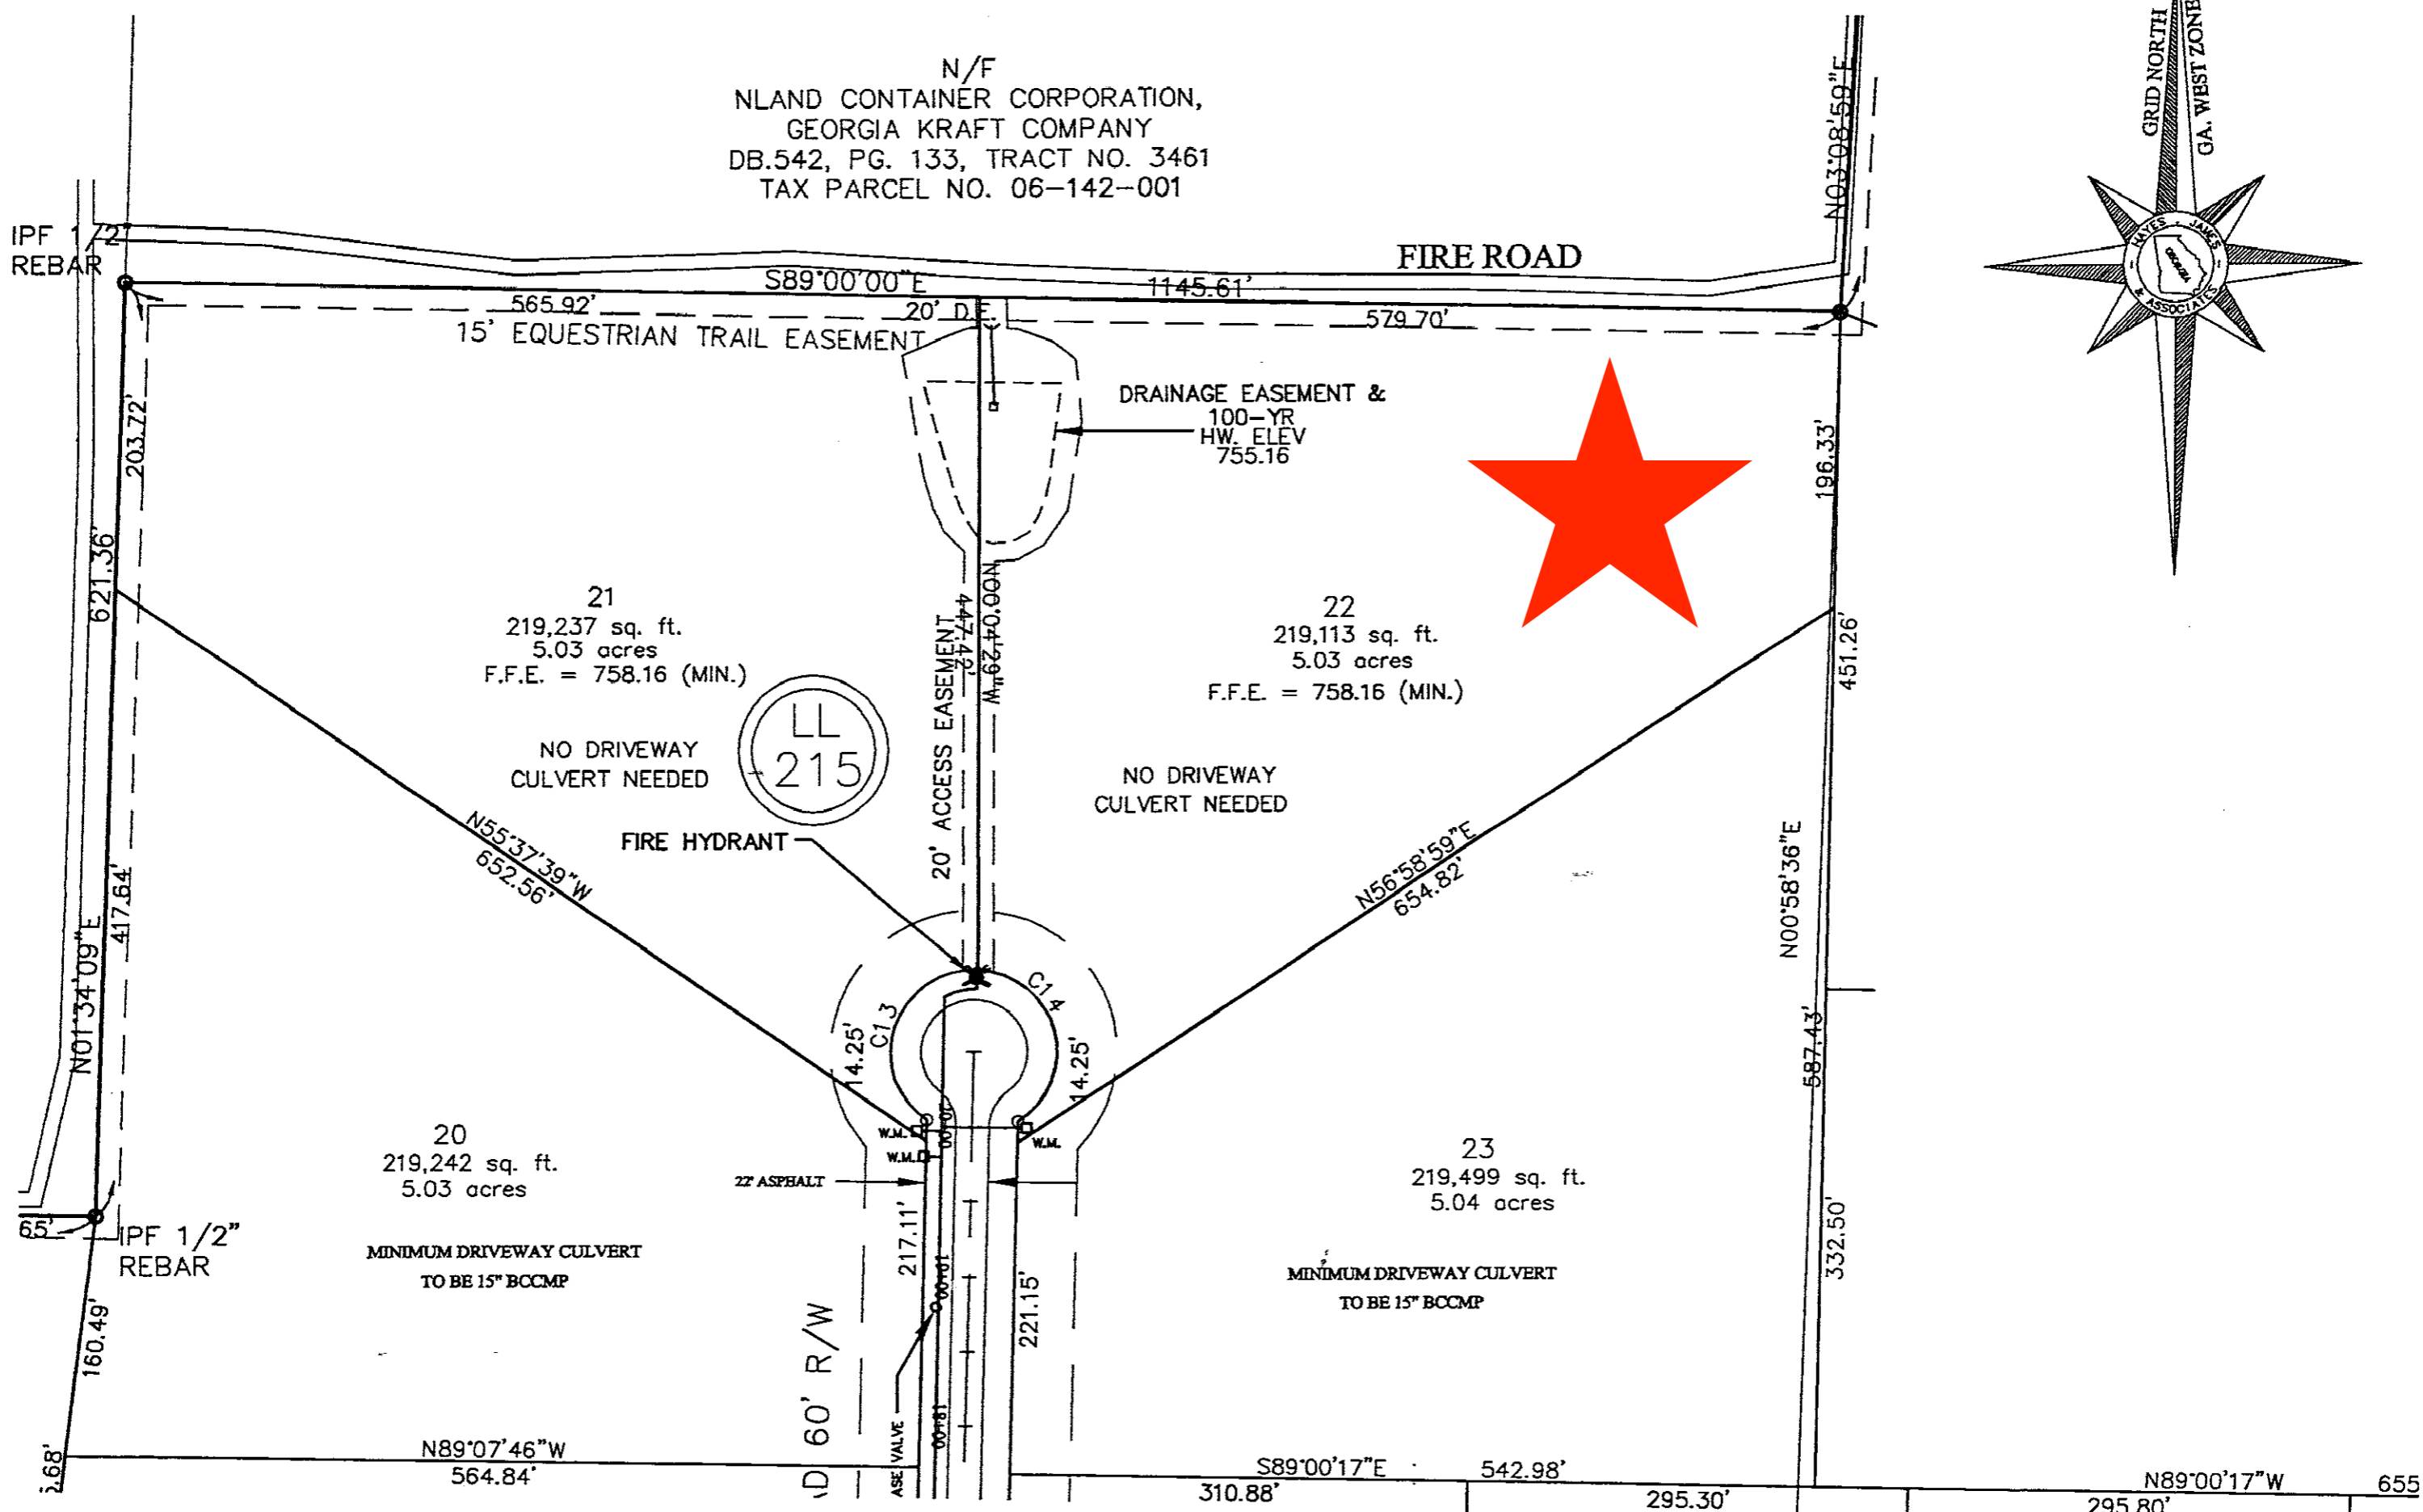 N/F
NLAND CONTAINER CORPORATION,
GEORGIA KRAFT COMPANY
DB.542, PG. 133, TRACT NO. 3461
TAX PARCEL NO. 06-142-001
N03°08'59"E
GRID NORTH
GA. WEST ZONE
HAYES JAMES
& ASSOCIATES
GEORGIA
IPF 1/2"
REBAR
FIRE ROAD
S89°00'00"E
1145.61'
565.92'
20' D.E.
579.70'
15' EQUESTRIAN TRAIL EASEMENT
DRAINAGE EASEMENT &
100-YR
HW. ELEV
755.16
203.72'
196.33'
621.36'
21
219,237 sq. ft.
5.03 acres
F.F.E. = 758.16 (MIN.)
N00°04'29"W
447.42'
20' ACCESS EASEMENT
22
219,113 sq. ft.
5.03 acres
F.F.E. = 758.16 (MIN.)
451.26'
LL
215
NO DRIVEWAY
CULVERT NEEDED
NO DRIVEWAY
CULVERT NEEDED
FIRE HYDRANT
N55°37'39"W
652.56'
N56°58'59"E
654.82'
N00°58'36"E
417.64'
N01°34'09"E
C13
C14
14.25'
14.25'
587.43'
20
219,242 sq. ft.
5.03 acres
W.M.
W.M.
W.M.
22' ASPHALT
23
219,499 sq. ft.
5.04 acres
65'
IPF 1/2"
REBAR
MINIMUM DRIVEWAY CULVERT
TO BE 15" BCCMP
217.11'
221.15'
19+00
MINIMUM DRIVEWAY CULVERT
TO BE 15" BCCMP
332.50'
160.49'
D 60' R/W
ASE VALVE
18+00
N89°07'46"W
564.84'
.68'
S89°00'17"E
542.98'
310.88'
295.30'
N89°00'17"W
655
295.80'